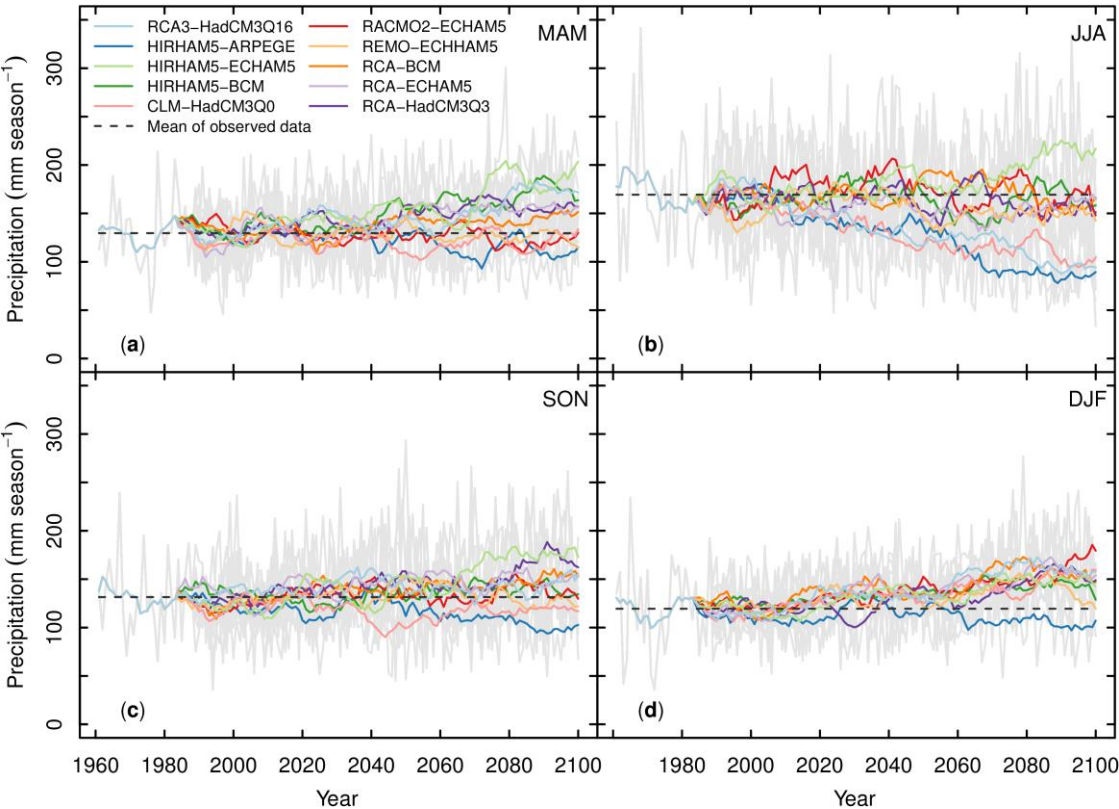 RCA3−HadCM3Q16
HIRHAM5−ARPEGE
HIRHAM5−ECHAM5
HIRHAM5−BCM
CLM−HadCM3Q0
Mean of observed data
RACMO2−ECHAM5
REMO−ECHHAM5
RCA−BCM
RCA−ECHAM5
RCA−HadCM3Q3
MAM
JJA
Precipitation (mm season⁻¹)
300
200
100
0
(a)
(b)
SON
DJF
Precipitation (mm season⁻¹)
300
200
100
0
(c)
(d)
1960 1980 2000 2020 2040 2060 2080 2100
1980 2000 2020 2040 2060 2080 2100
Year
Year